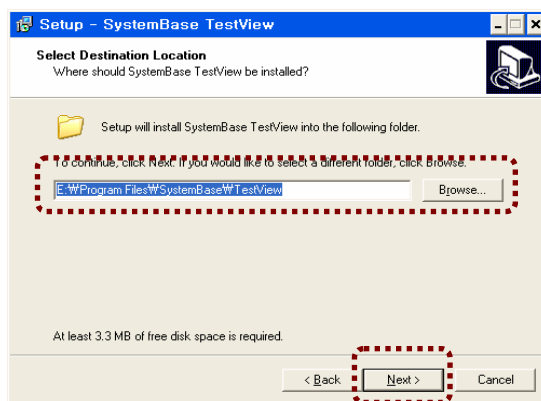 Setup - SystemBase TestView
Select Destination Location
Where should SystemBase TestView be installed?
Setup will install SystemBase TestView into the following folder.
To continue, click Next. If you would like to select a different folder, click Browse.
E:₩Program Files₩SystemBase₩TestView
Browse...
At least 3.3 MB of free disk space is required.
< Back
Next >
Cancel